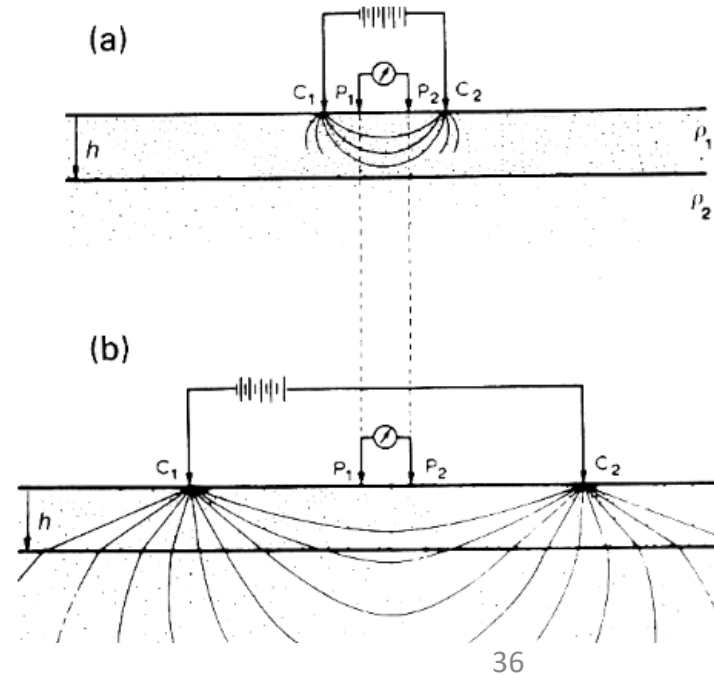 (a)
C₁ P₁ P₂ C₂
h
ρ₁
ρ₂
(b)
C₁ P₁ P₂ C₂
h
36